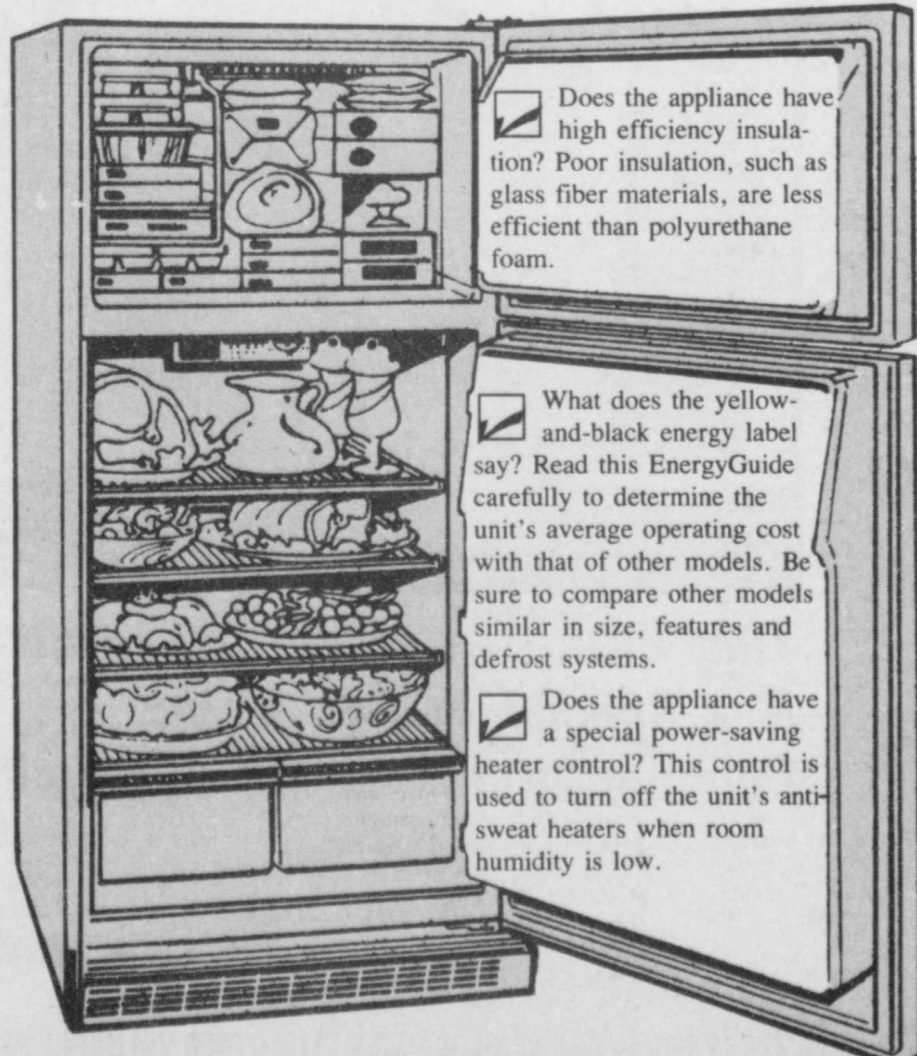 Does the appliance have
high efficiency insula-
tion? Poor insulation, such as
glass fiber materials, are less
efficient than polyurethane
foam.
What does the yellow-
and-black energy label
say? Read this EnergyGuide
carefully to determine the
unit's average operating cost
with that of other models. Be
sure to compare other models
similar in size, features and
defrost systems.
Does the appliance have
a special power-saving
heater control? This control is
used to turn off the unit's anti-
sweat heaters when room
humidity is low.